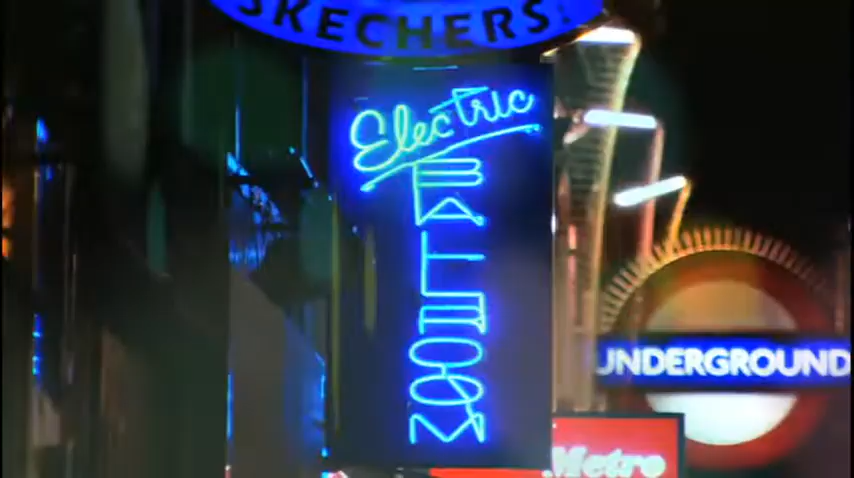 SKECHERS
Electric
BALLROOM
UNDERGROUND
Metro